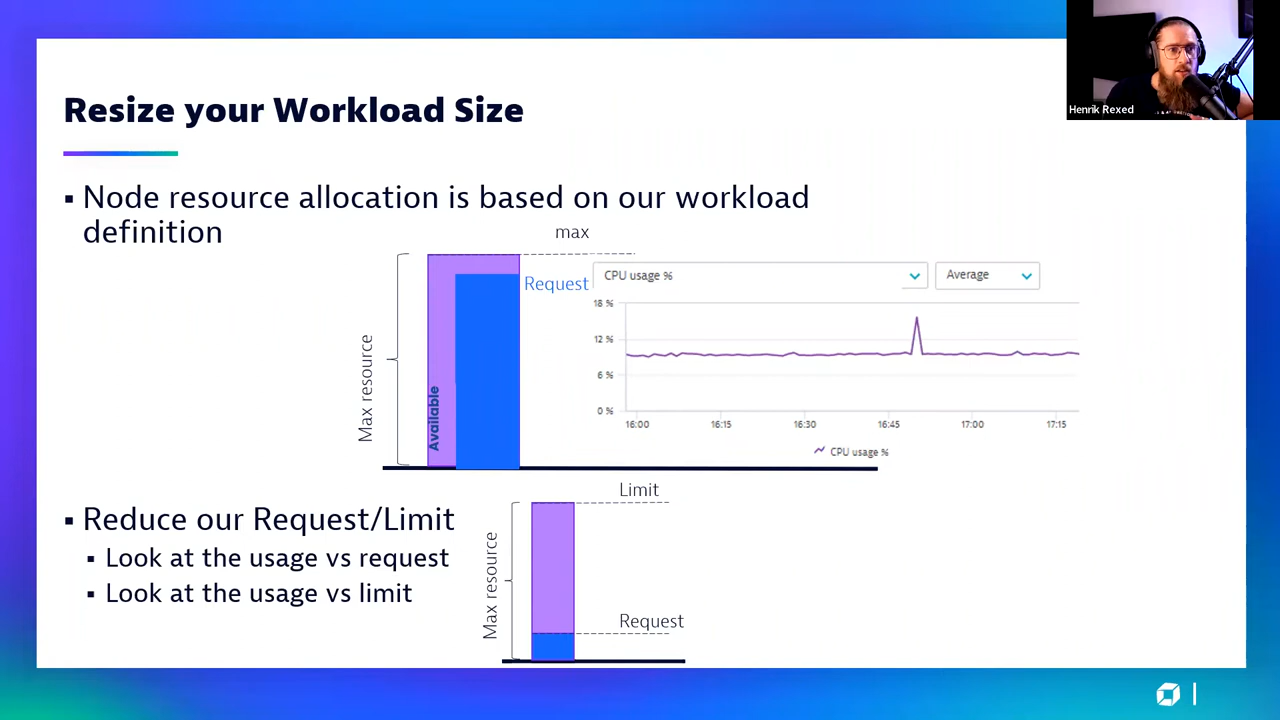 Henrik Rexed
Resize your Workload Size
▪ Node resource allocation is based on our workload
definition
max
Request
Max resource
Available
CPU usage %
Average
18 %
12 %
6 %
0 %
16:00
16:15
16:30
16:45
17:00
17:15
CPU usage %
▪ Reduce our Request/Limit
▪ Look at the usage vs request
▪ Look at the usage vs limit
Limit
Max resource
Request